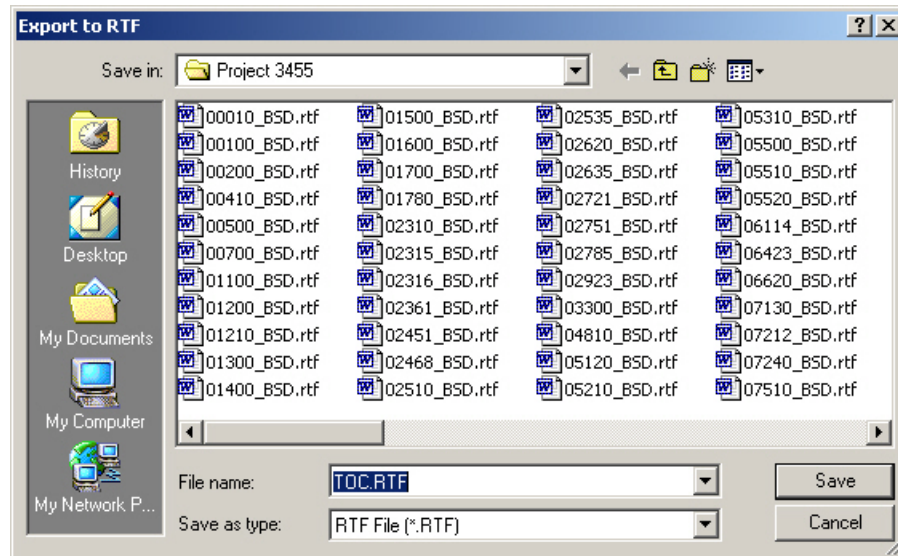 Export to RTF
Save in: Project 3455
History
Desktop
My Documents
My Computer
My Network P...
00010_BSD.rtf 01500_BSD.rtf 02535_BSD.rtf 05310_BSD.rtf
00100_BSD.rtf 01600_BSD.rtf 02620_BSD.rtf 05500_BSD.rtf
00200_BSD.rtf 01700_BSD.rtf 02635_BSD.rtf 05510_BSD.rtf
00410_BSD.rtf 01780_BSD.rtf 02721_BSD.rtf 05520_BSD.rtf
00500_BSD.rtf 02310_BSD.rtf 02751_BSD.rtf 06114_BSD.rtf
00700_BSD.rtf 02315_BSD.rtf 02785_BSD.rtf 06423_BSD.rtf
01100_BSD.rtf 02316_BSD.rtf 02923_BSD.rtf 06620_BSD.rtf
01200_BSD.rtf 02361_BSD.rtf 03300_BSD.rtf 07130_BSD.rtf
01210_BSD.rtf 02451_BSD.rtf 04810_BSD.rtf 07212_BSD.rtf
01300_BSD.rtf 02468_BSD.rtf 05120_BSD.rtf 07240_BSD.rtf
01400_BSD.rtf 02510_BSD.rtf 05210_BSD.rtf 07510_BSD.rtf
File name: TOC.RTF Save
Save as type: RTF File (*.RTF) Cancel